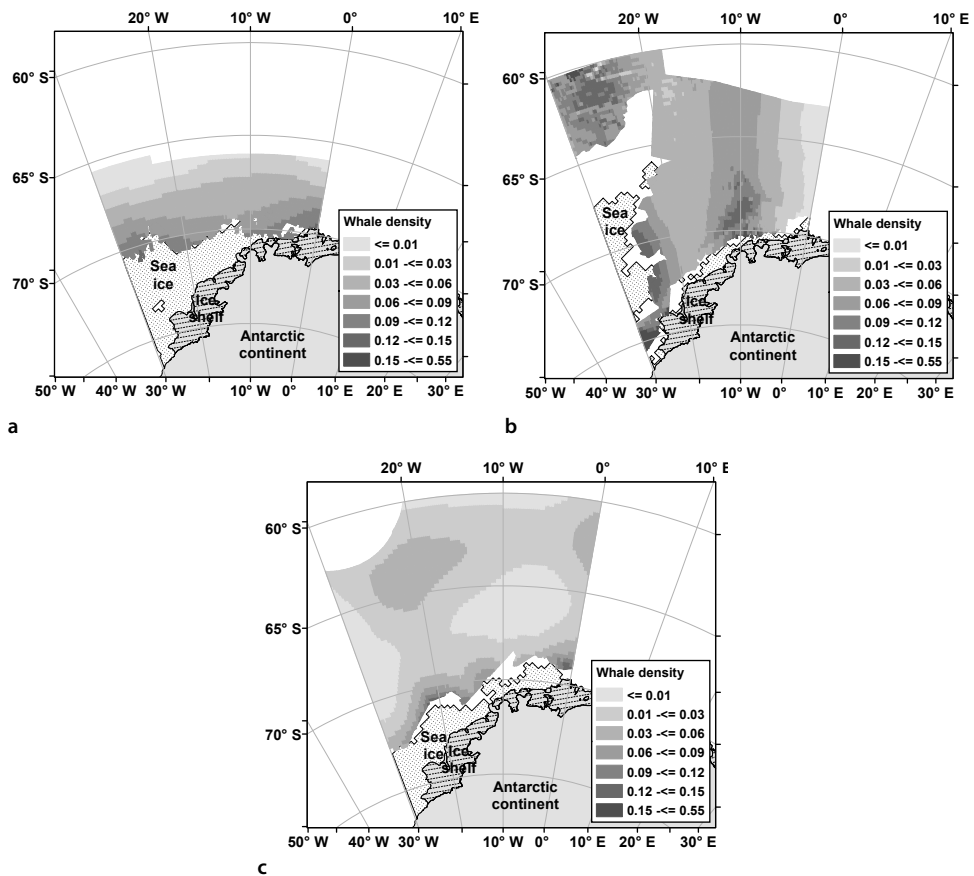 20° W 10° W 0° 10° E
60° S
65° S
70° S
Sea
ice
Ice
shelf
Antarctic
continent
Whale density
<= 0.01
0.01 -<= 0.03
0.03 -<= 0.06
0.06 -<= 0.09
0.09 -<= 0.12
0.12 -<= 0.15
0.15 -<= 0.55
50° W 40° W 30° W 10° W 0° 10° E 20° E 30° E
a
20° W 10° W 0° 10° E
60° S
65° S
70° S
Sea
ice
Ice
shelf
Antarctic
continent
Whale density
<= 0.01
0.01 -<= 0.03
0.03 -<= 0.06
0.06 -<= 0.09
0.09 -<= 0.12
0.12 -<= 0.15
0.15 -<= 0.55
50° W 40° W 30° W 10° W 0° 10° E 20° E 30° E
b
20° W 10° W 0° 10° E
60° S
65° S
70° S
Sea
ice
Ice
shelf
Antarctic
continent
Whale density
<= 0.01
0.01 -<= 0.03
0.03 -<= 0.06
0.06 -<= 0.09
0.09 -<= 0.12
0.12 -<= 0.15
0.15 -<= 0.55
50° W 40° W 30° W 10° W 0° 10° E 20° E 30° E
c